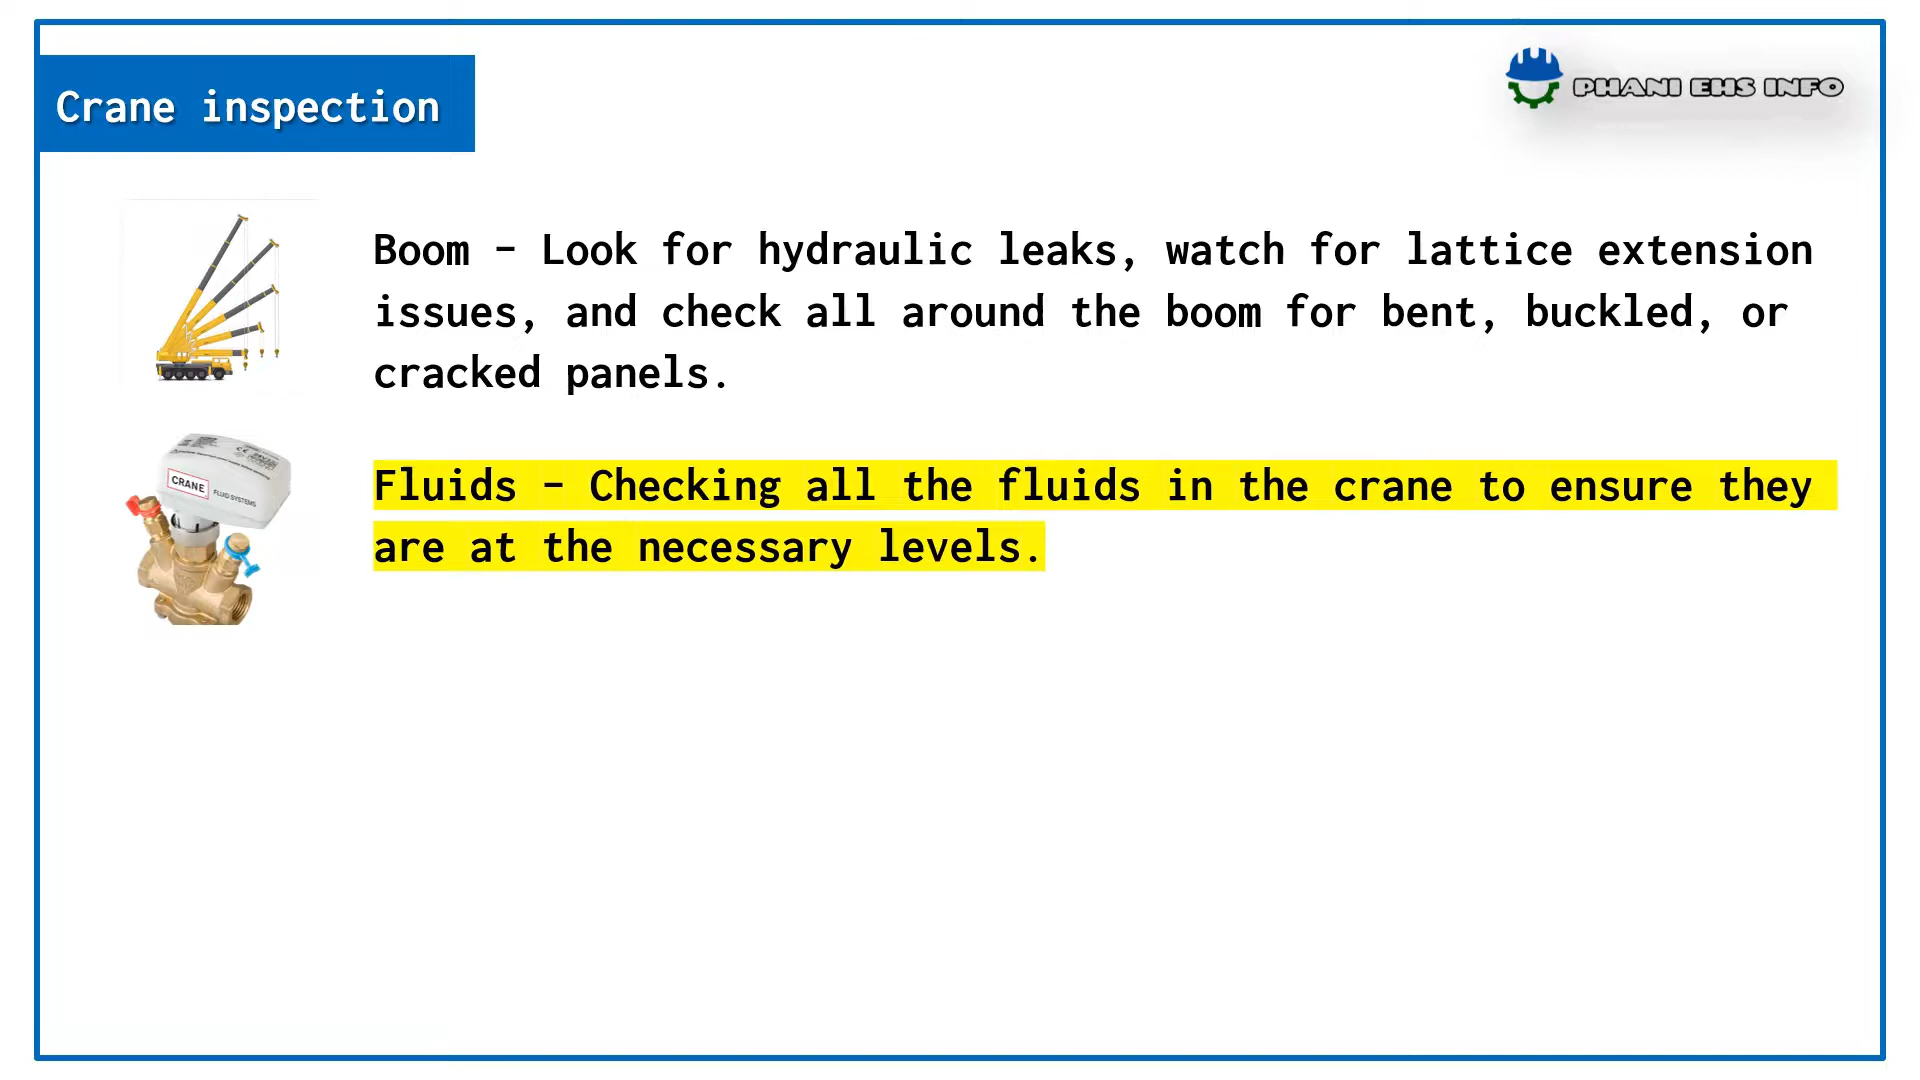 Crane inspection
PHANI EHS INFO
Boom - Look for hydraulic leaks, watch for lattice extension
issues, and check all around the boom for bent, buckled, or
cracked panels.
CRANE
FLUID SYSTEMS
Fluids - Checking all the fluids in the crane to ensure they
are at the necessary levels.